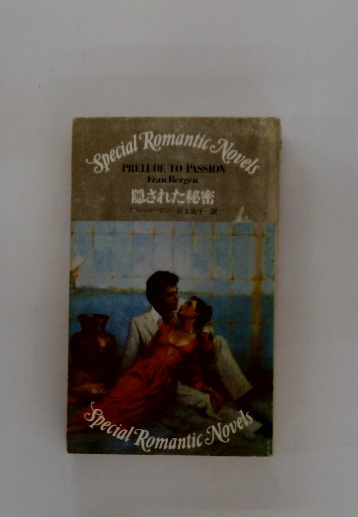 Special Romantic Novels
PRELUDE TO PASSION
Fran Bergen
隠された秘密
Special Romantic Novels